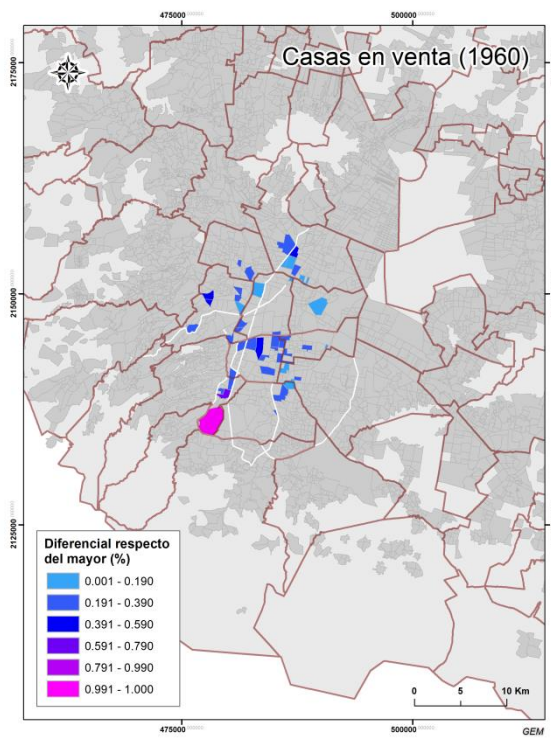 475000
500000
Casas en venta (1960)
2175000
2150000
2125000
Diferencial respecto
del mayor (%)
0.001 - 0.190
0.191 - 0.390
0.391 - 0.590
0.591 - 0.790
0.791 - 0.990
0.991 - 1.000
0 5 10 Km
475000
500000
GEM